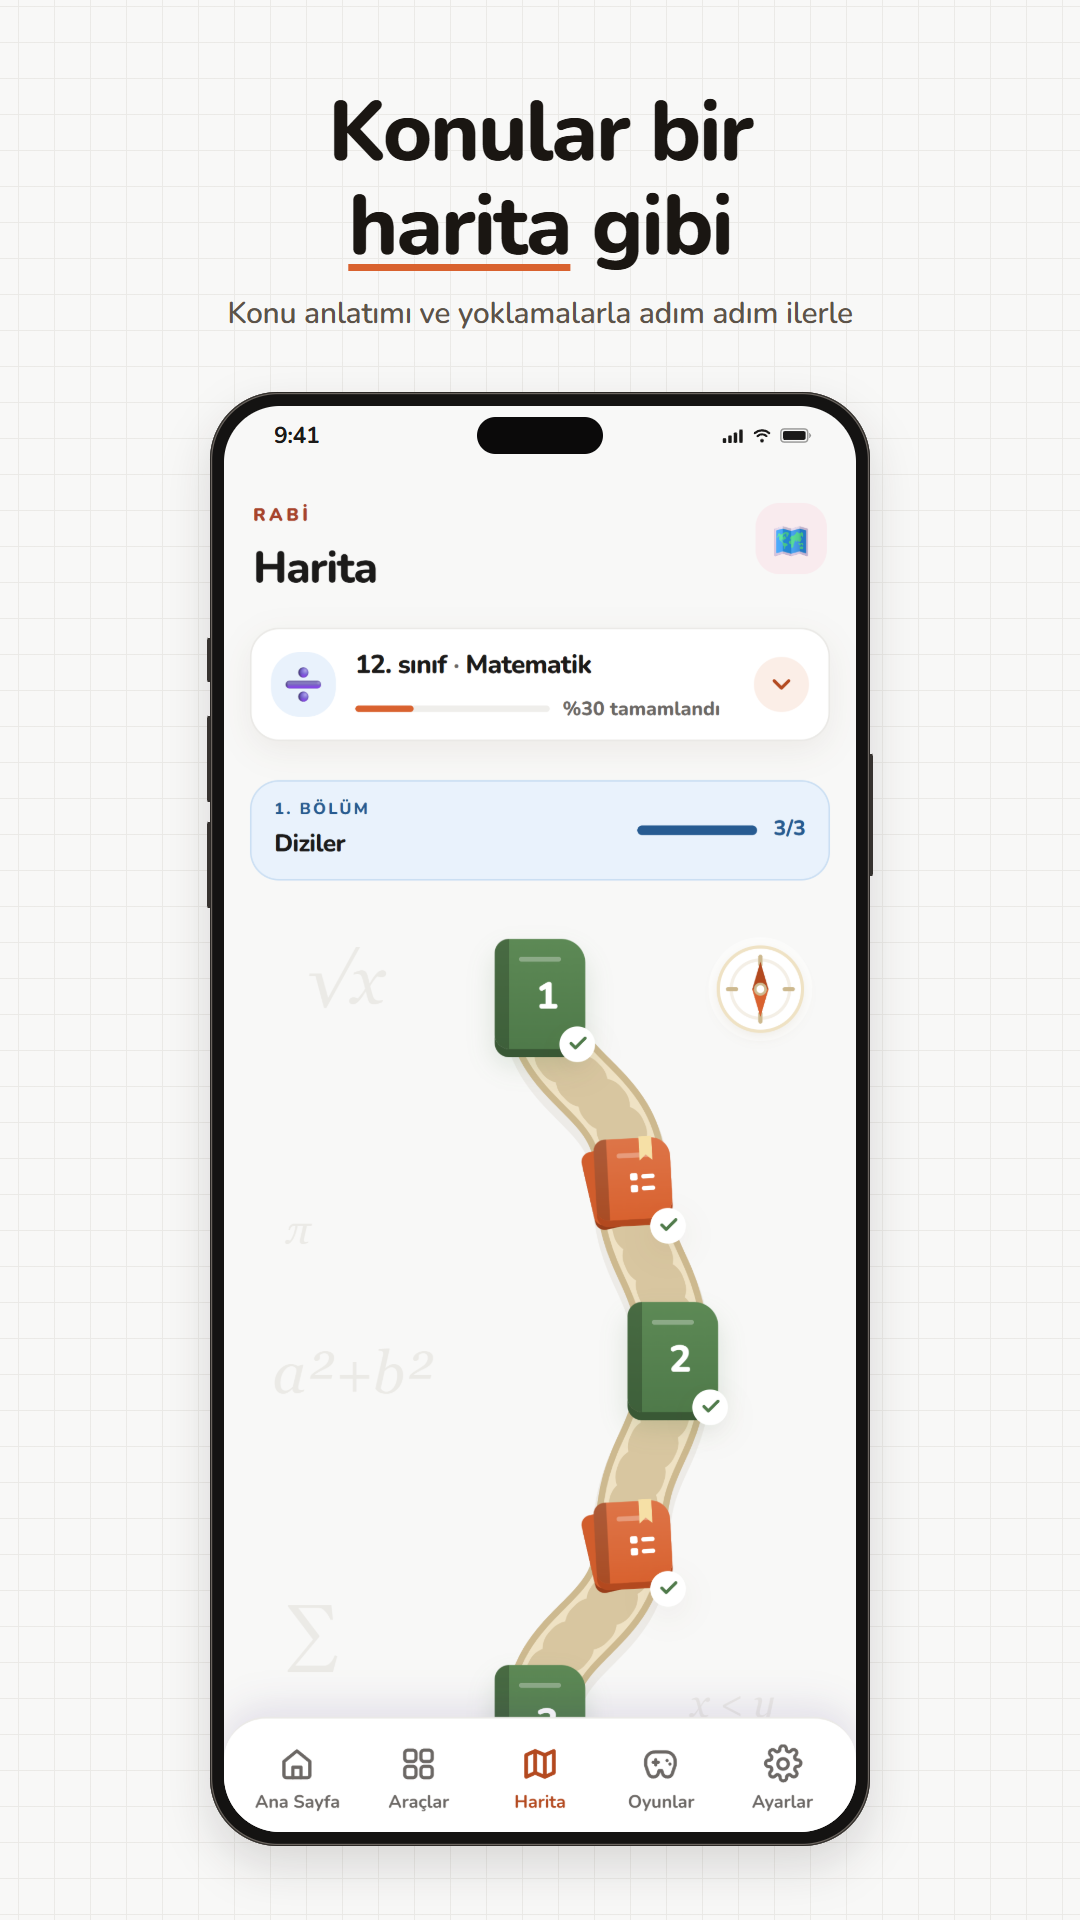 Konular bir
harita gibi
Konu anlatımı ve yoklamalarla adım adım ilerle
9:41
RABİ
Harita
12. sınıf · Matematik
%30 tamamlandı
1. BÖLÜM
Diziler
3/3
√x
1
π
2
a²+b²
∑
x < y
3
Ana Sayfa
Araçlar
Harita
Oyunlar
Ayarlar